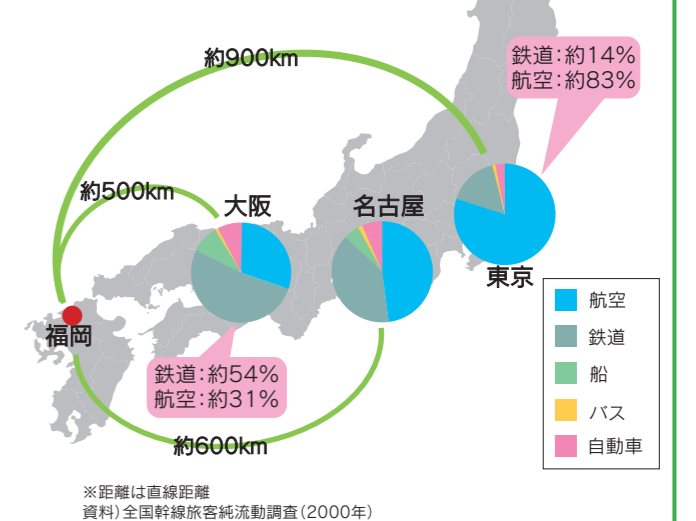 約900km
鉄道：約14%
航空：約83%
約500km
大阪
名古屋
東京
福岡
鉄道：約54%
航空：約31%
約600km
航空
鉄道
船
バス
自動車
※距離は直線距離
資料）全国幹線旅客純流動調査（2000年）